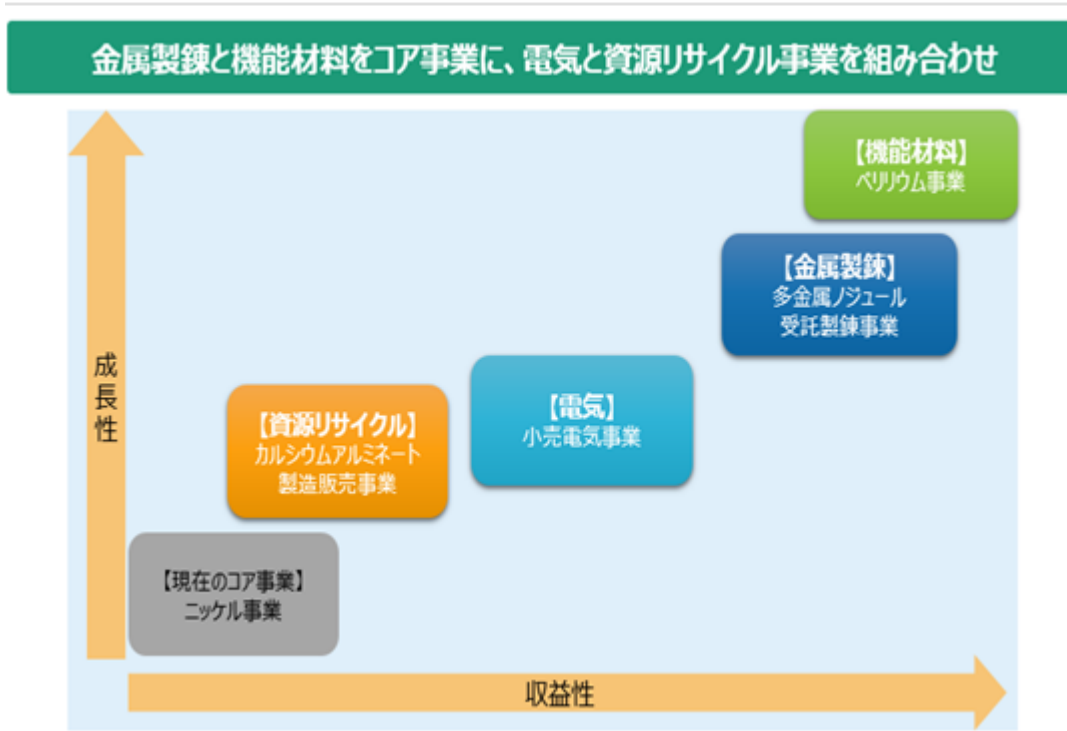 金属製錬と機能材料をコア事業に、電気と資源リサイクル事業を組み合わせ
【機能材料】
ベリリウム事業
【金属製錬】
多金属ノジュール
受託製錬事業
【電気】
小売電気事業
【資源リサイクル】
カルシウムアルミネート
製造販売事業
【現在のコア事業】
ニッケル事業
成長性
収益性